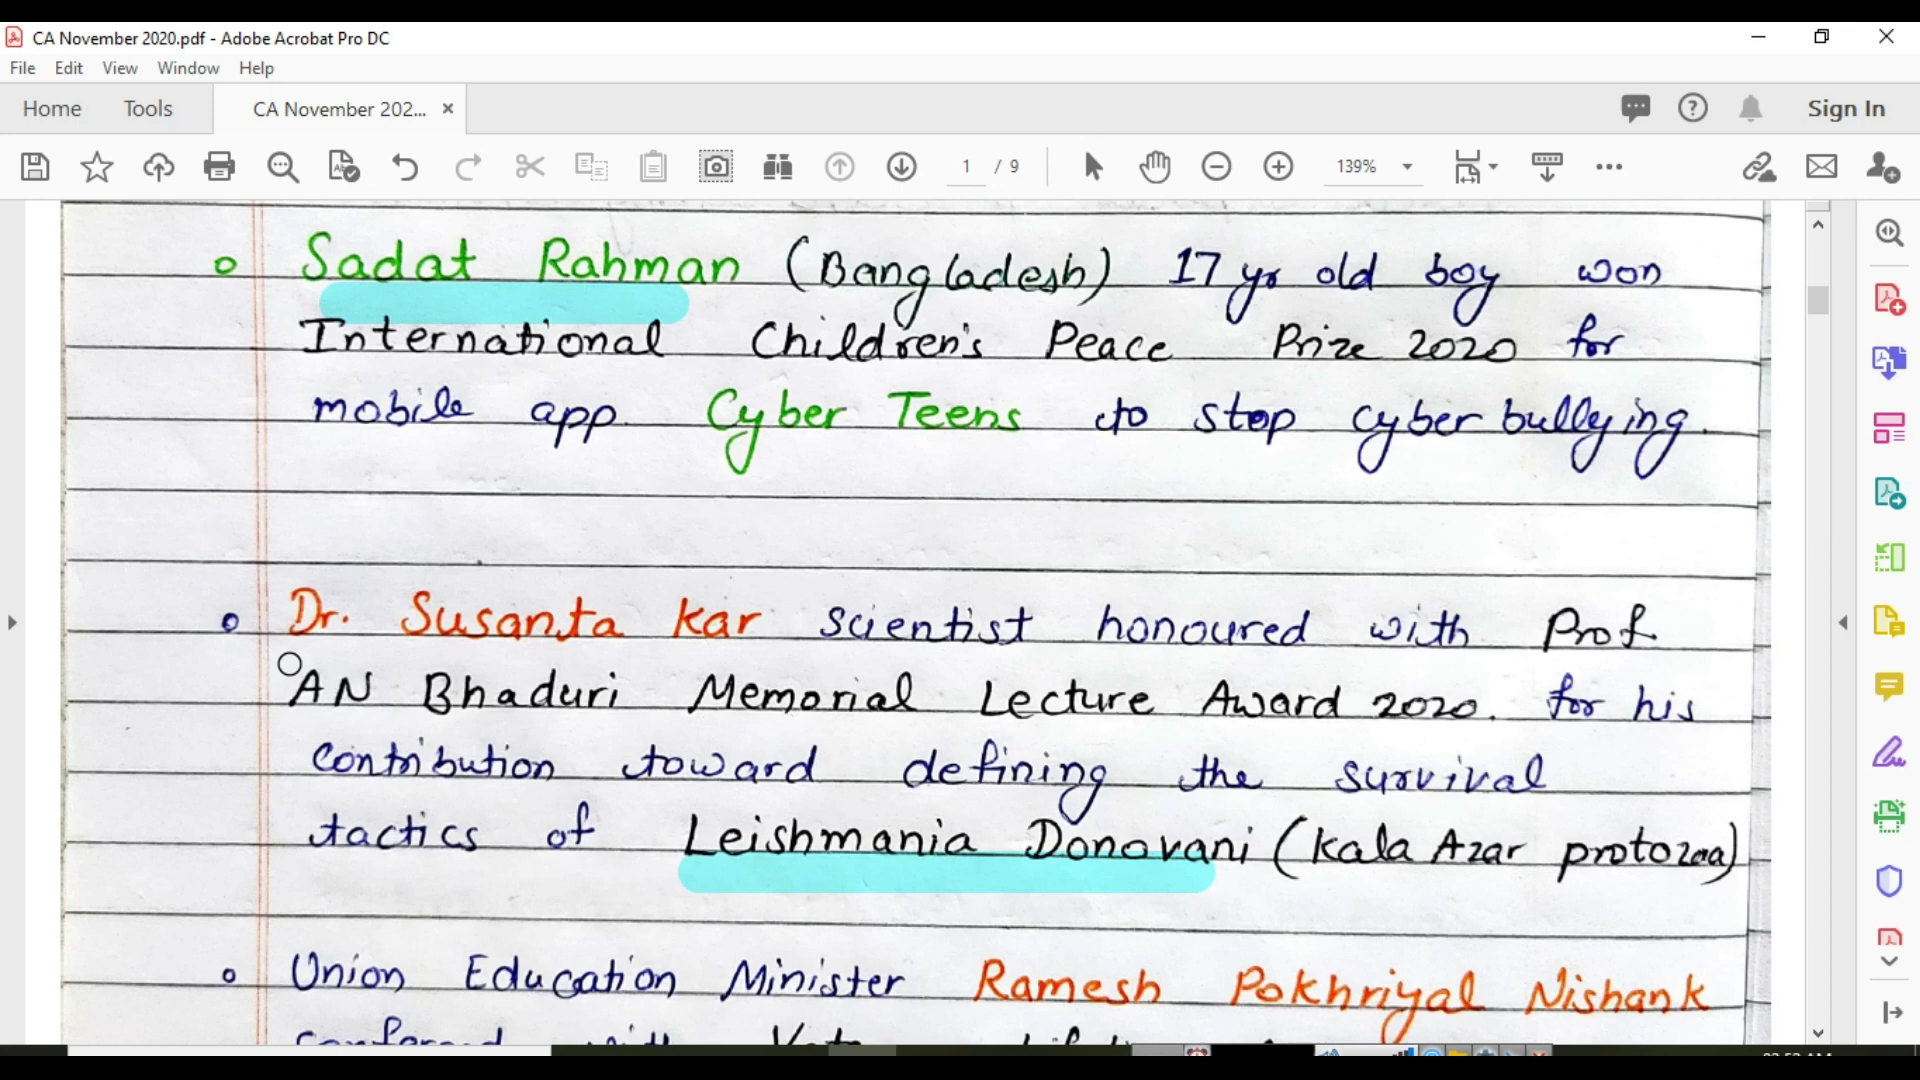 CA November 2020.pdf - Adobe Acrobat Pro DC
File Edit View Window Help
Home Tools CA November 202... × Sign In
1 / 9 139%
Sadat Rahman (Bangladesh) 17 yr old boy won
International Children's Peace Prize 2020 for
mobile app Cyber Teens to stop cyber bullying.
Dr. Susanta Kar scientist honoured with Prof
AN Bhaduri Memorial Lecture Award 2020. for his
contribution toward defining the survival
tactics of Leishmania Donovani (Kala Azar protozoa)
Union Education Minister Ramesh Pokhriyal Nishank